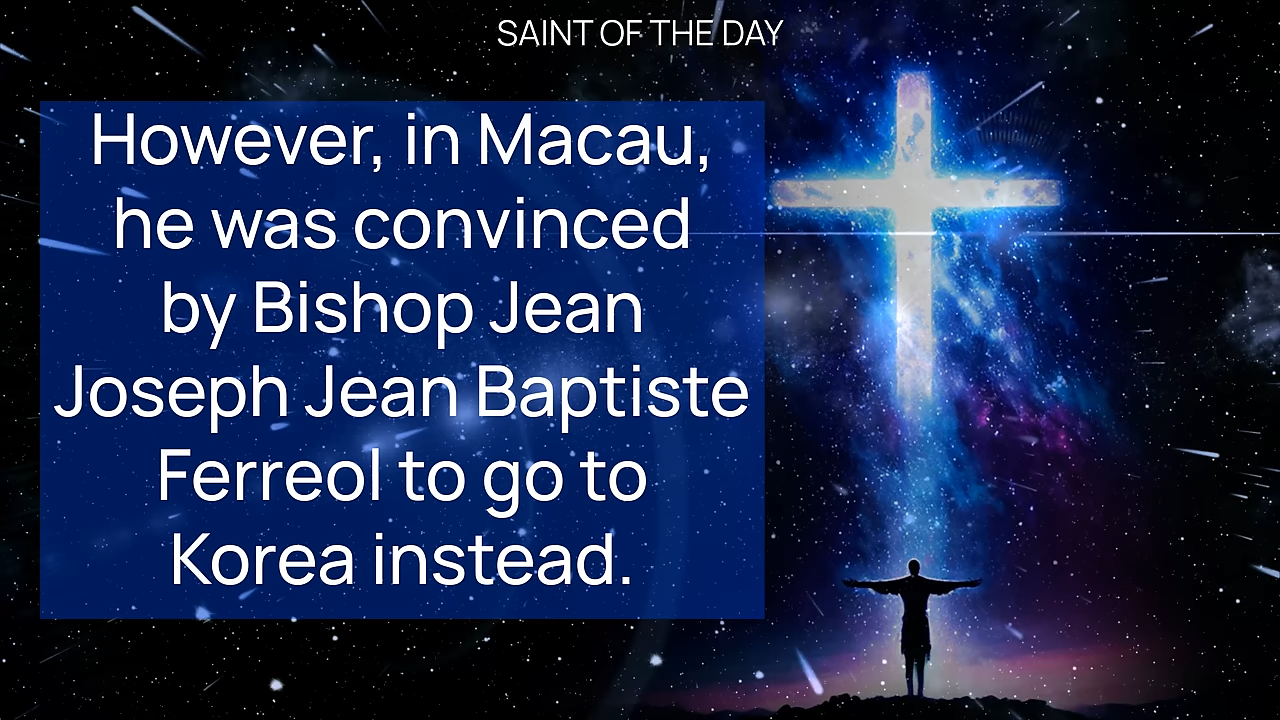 SAINT OF THE DAY
However, in Macau,
he was convinced
by Bishop Jean
Joseph Jean Baptiste
Ferreol to go to
Korea instead.